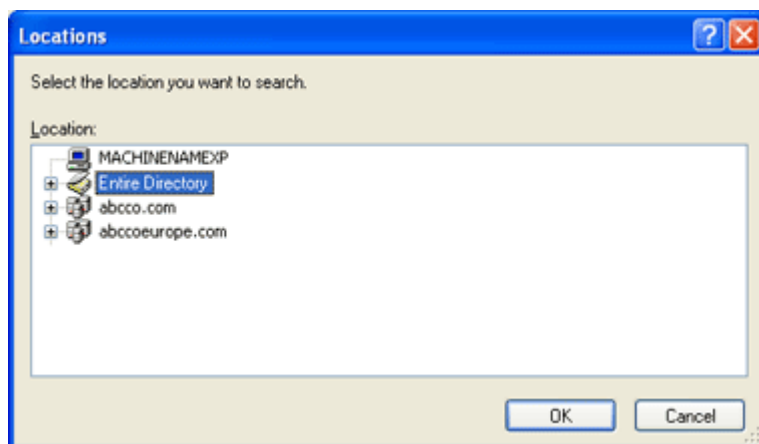 Locations
Select the location you want to search.
Location:
MACHINENAMEXP
Entire Directory
abcco.com
abccoeurope.com
OK Cancel